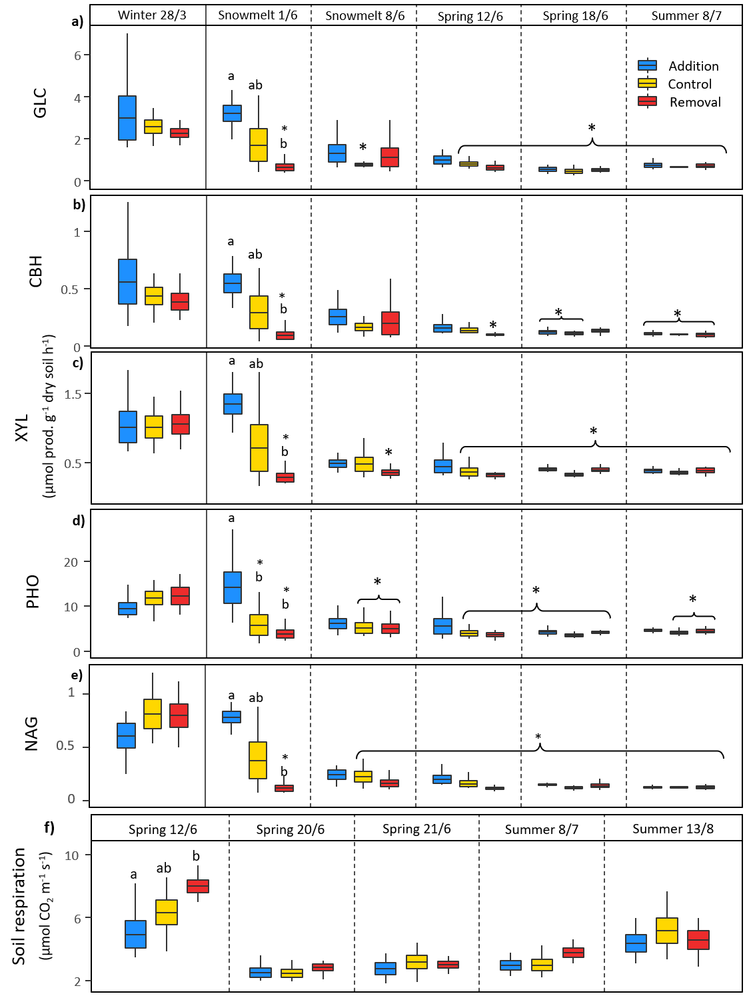 a)
Winter 28/3 Snowmelt 1/6 Snowmelt 8/6 Spring 12/6 Spring 18/6 Summer 8/7
GLC
6
4
2
0
a
ab
*
b
*
*
Addition
Control
Removal
b)
CBH
1
0.5
0
a
ab
*
b
*
*
*
(µmol prod. g⁻¹ dry soil h⁻¹)
c)
XYL
1.5
0.5
a
ab
*
b
*
*
d)
PHO
20
10
0
a
*
b
*
b
*
*
*
e)
NAG
1
0.5
0
a
ab
*
b
*
f)
Spring 12/6 Spring 20/6 Spring 21/6 Summer 8/7 Summer 13/8
Soil respiration
(µmol CO₂ m⁻¹ s⁻¹)
10
6
2
a
ab
b